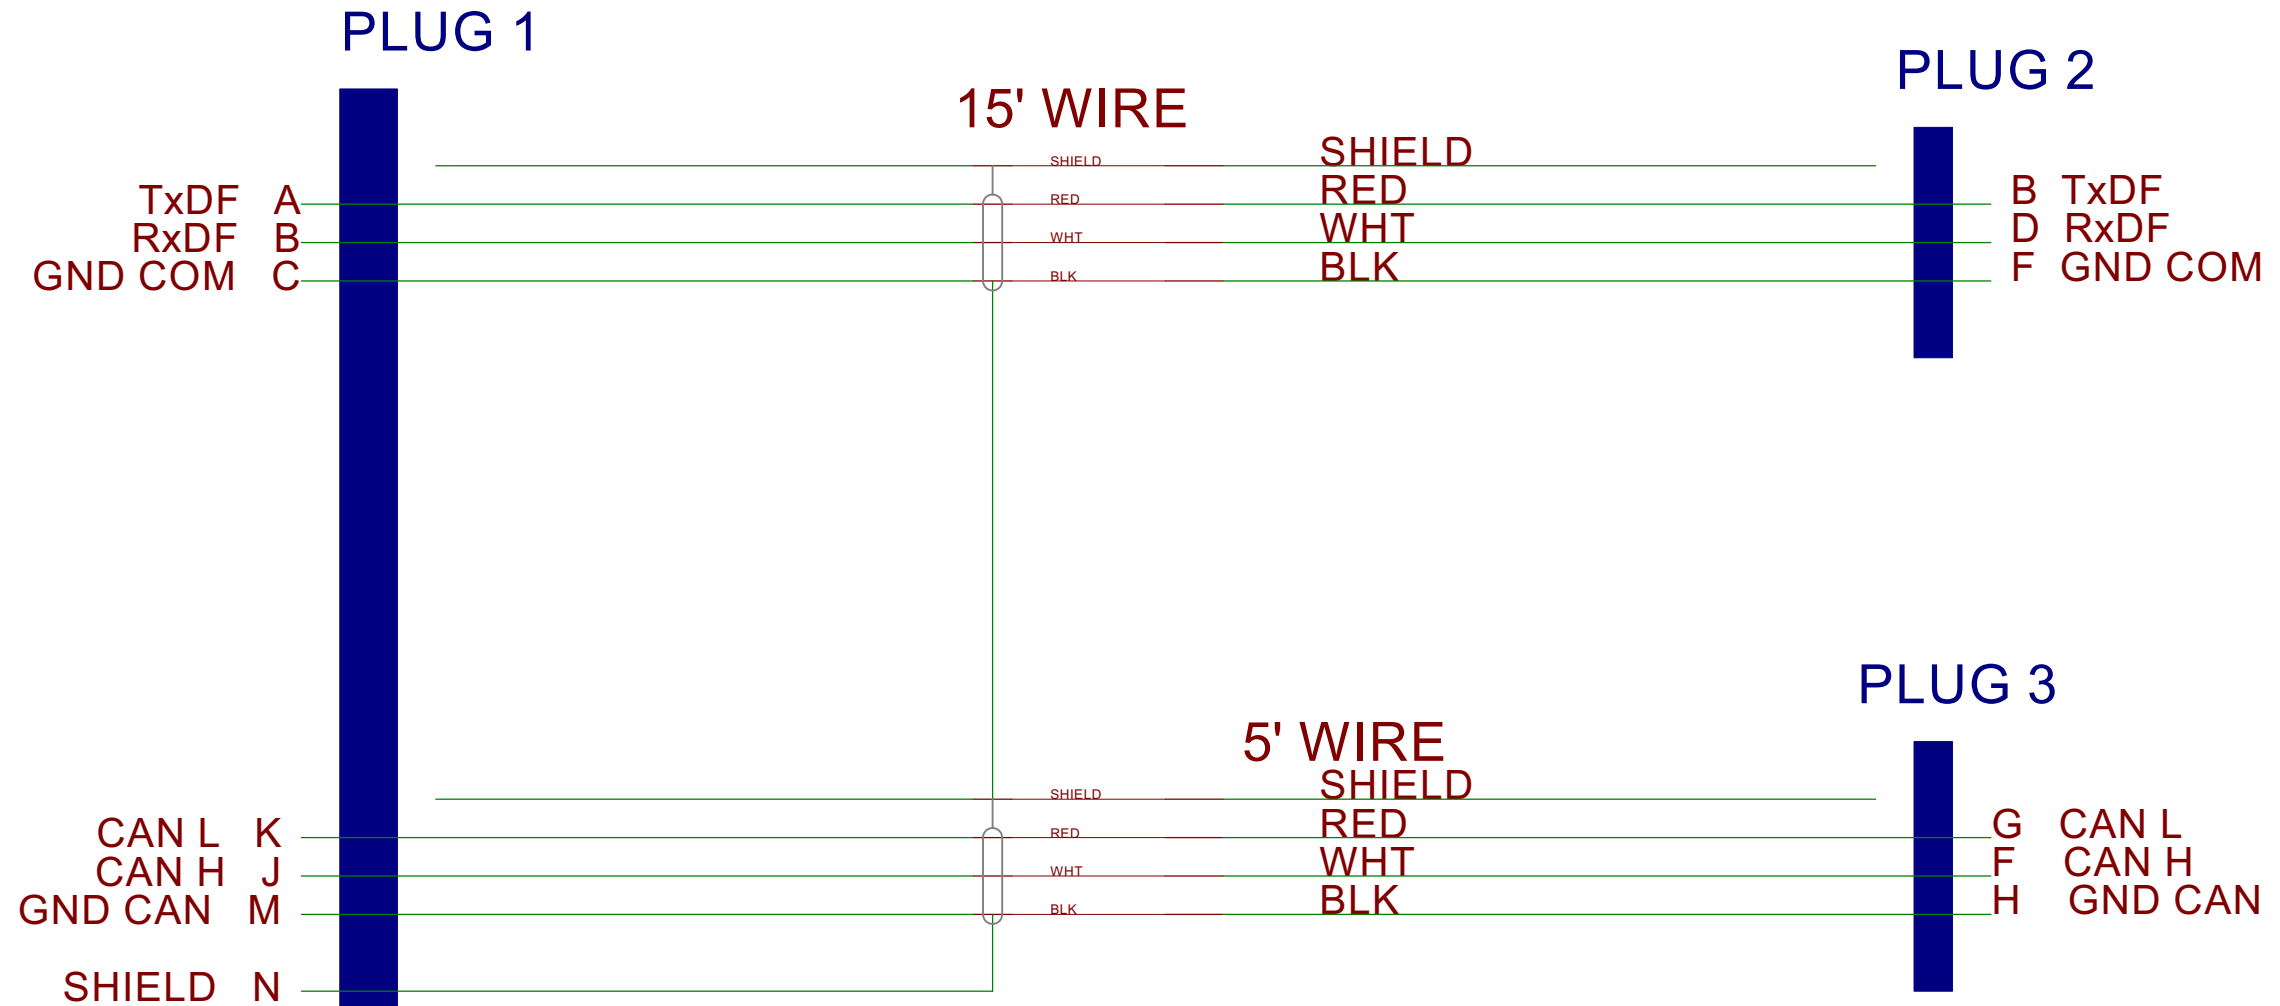 PLUG 1
PLUG 2
15' WIRE
SHIELD SHIELD
TxDF A RED RED B TxDF
RxDF B WHT WHT D RxDF
GND COM C BLK BLK F GND COM
PLUG 3
5' WIRE
SHIELD SHIELD
CAN L K RED RED G CAN L
CAN H J WHT WHT F CAN H
GND CAN M BLK BLK H GND CAN
SHIELD N